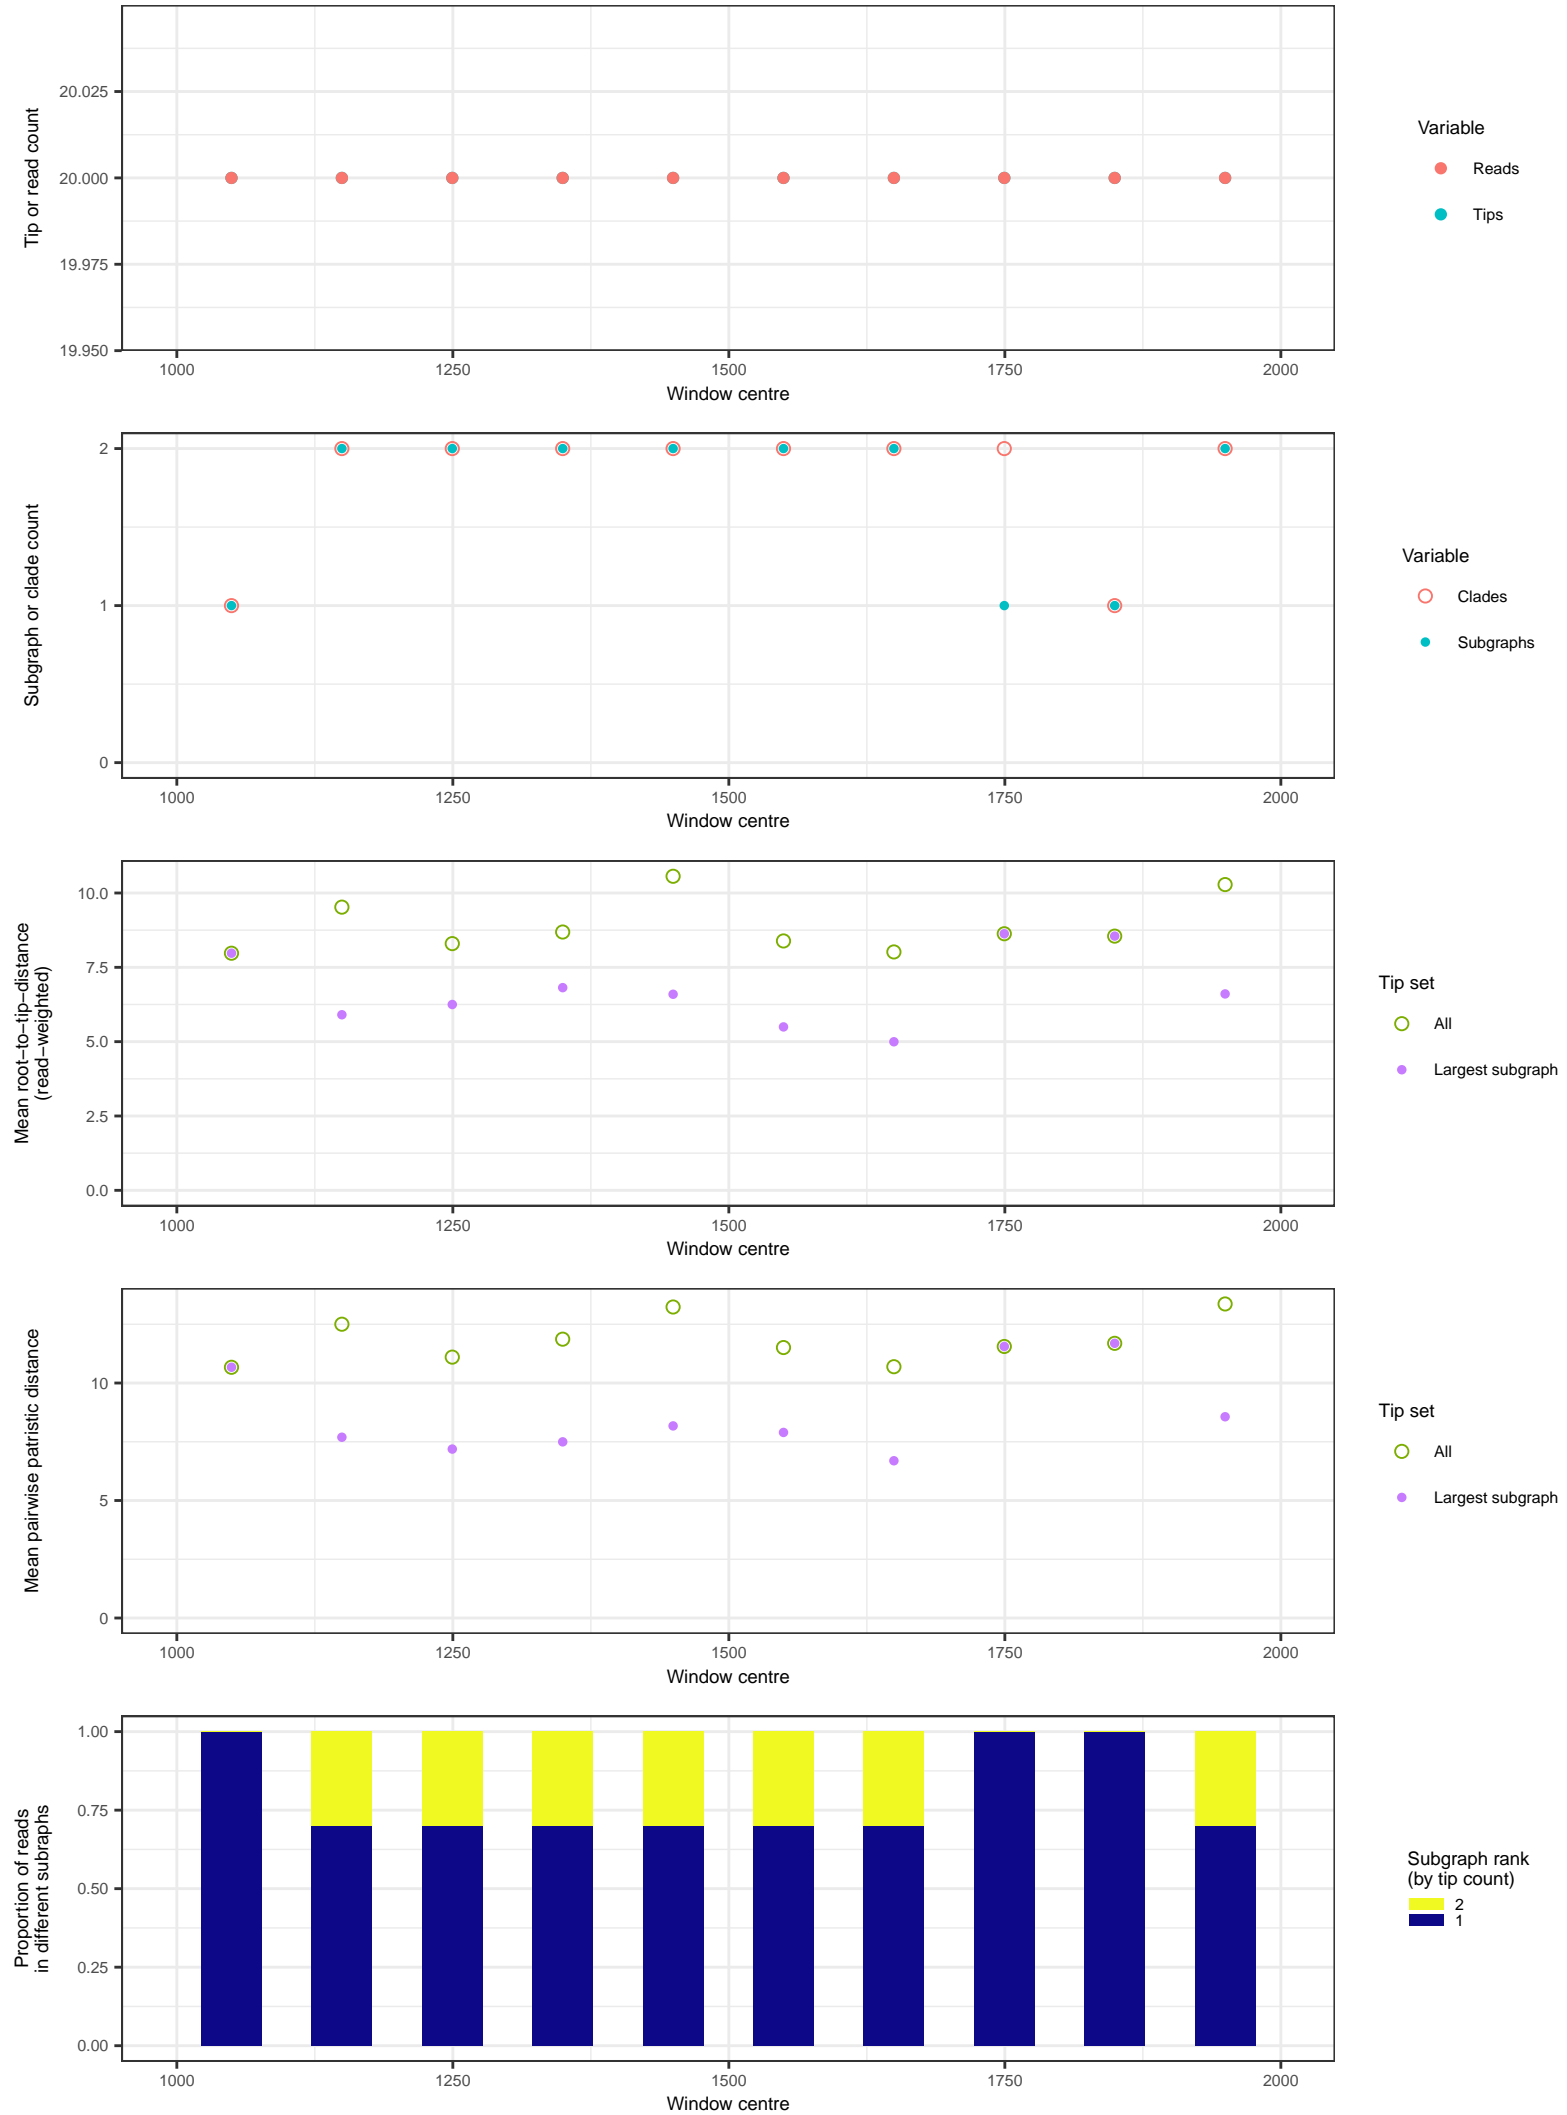 20.025
20.000
19.975
19.950
Tip or read count
1000 1250 1500 1750 2000
Window centre
Variable
Reads
Tips
2
1
0
Subgraph or clade count
1000 1250 1500 1750 2000
Window centre
Variable
Clades
Subgraphs
10.0
7.5
5.0
2.5
0.0
Mean root−to−tip−distance
(read−weighted)
1000 1250 1500 1750 2000
Window centre
Tip set
All
Largest subgraph
10
5
0
Mean pairwise patristic distance
1000 1250 1500 1750 2000
Window centre
Tip set
All
Largest subgraph
1.00
0.75
0.50
0.25
0.00
Proportion of reads
in different subraphs
1000 1250 1500 1750 2000
Window centre
Subgraph rank
(by tip count)
2
1